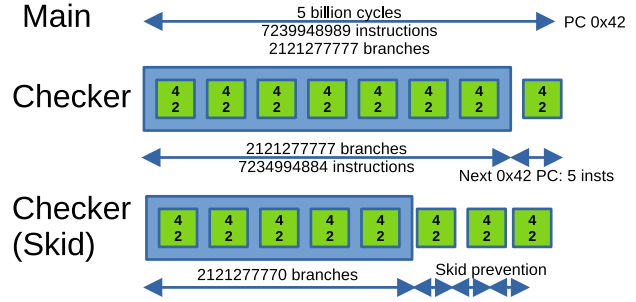 Main
5 billion cycles
7239948989 instructions
2121277777 branches
PC 0x42
Checker
4 4 4 4 4 4 4 4
2 2 2 2 2 2 2 2
2121277777 branches
7234994884 instructions
Next 0x42 PC: 5 insts
Checker
(Skid)
4 4 4 4 4 4 4 4
2 2 2 2 2 2 2 2
2121277770 branches
Skid prevention